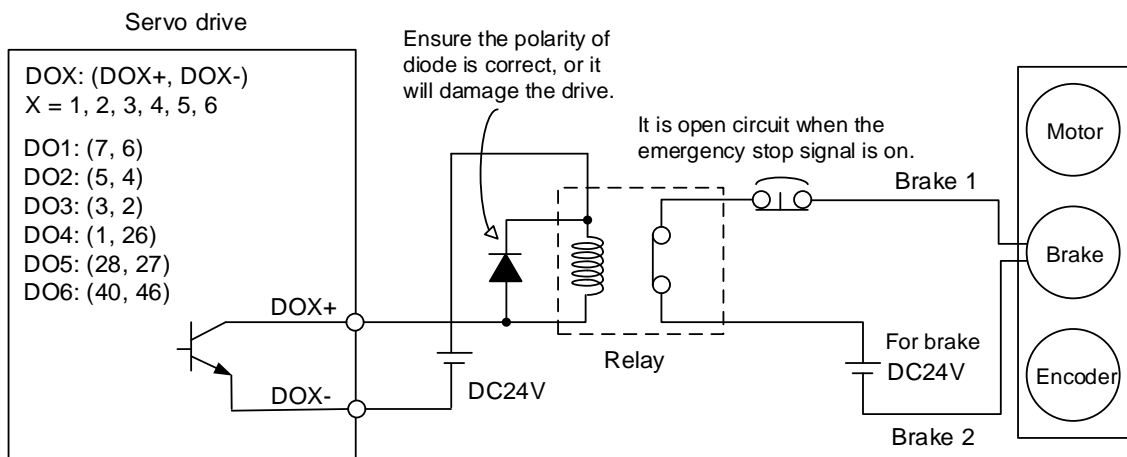 Servo drive
DOX: (DOX+, DOX-)
X = 1, 2, 3, 4, 5, 6
DO1: (7, 6)
DO2: (5, 4)
DO3: (3, 2)
DO4: (1, 26)
DO5: (28, 27)
DO6: (40, 46)
DOX+
DOX-
Ensure the polarity of
diode is correct, or it
will damage the drive.
DC24V
Relay
It is open circuit when the
emergency stop signal is on.
Brake 1
For brake
DC24V
Brake 2
Motor
Brake
Encoder